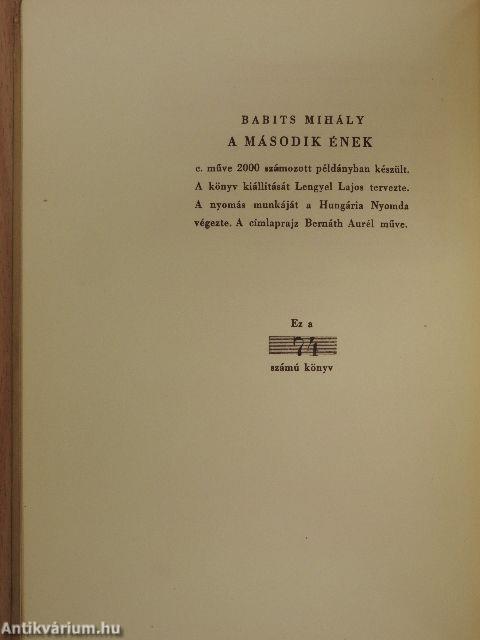 BABITS MIHÁLY
A MÁSODIK ÉNEK
c. műve 2000 számozott példányban készült.
A könyv kiállítását Lengyel Lajos tervezte.
A nyomás munkáját a Hungária Nyomda
végezte. A címlaprajz Bernáth Aurél műve.
Ez a
74
számú könyv
Antikvárium.hu